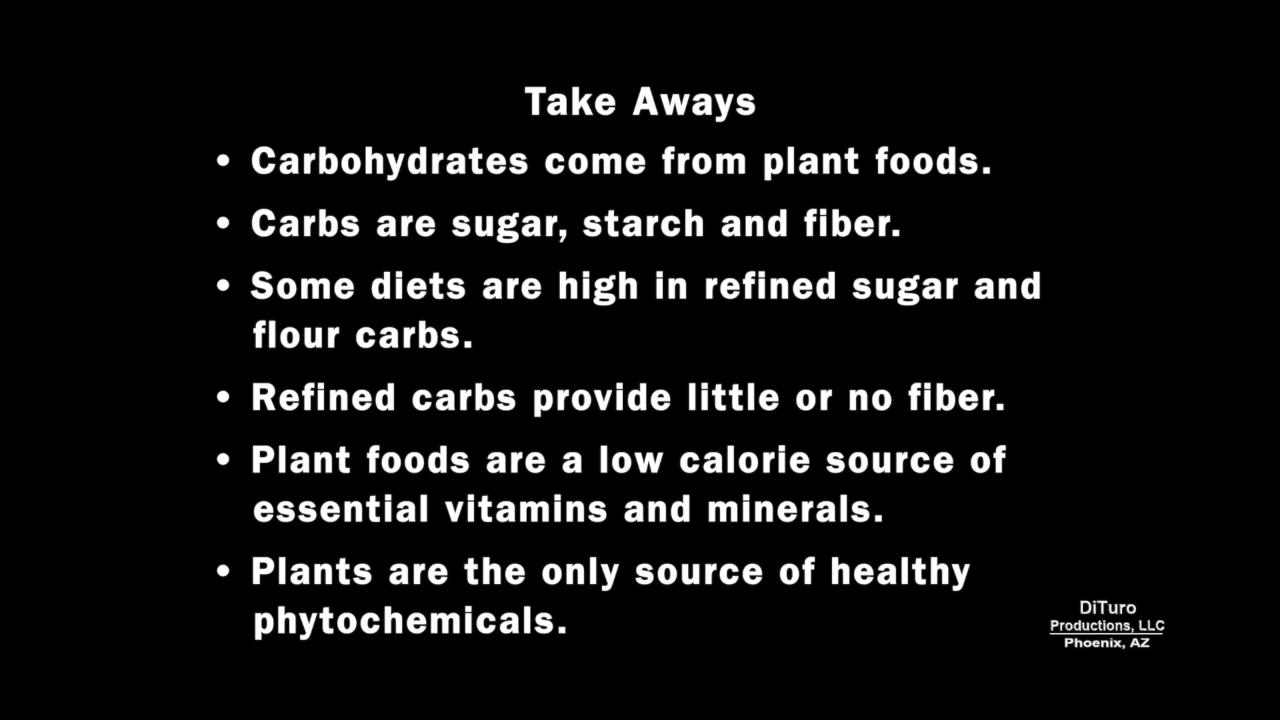 Take Aways
• Carbohydrates come from plant foods.
• Carbs are sugar, starch and fiber.
• Some diets are high in refined sugar and
flour carbs.
• Refined carbs provide little or no fiber.
• Plant foods are a low calorie source of
essential vitamins and minerals.
• Plants are the only source of healthy
phytochemicals.
DiTuro
Productions, LLC
Phoenix, AZ